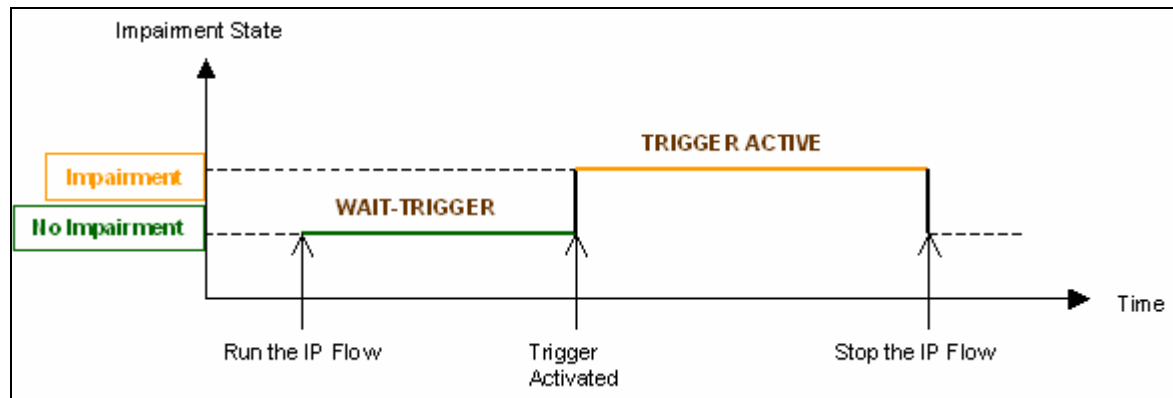 Impairment State
TRIGGER ACTIVE
Impairment
WAIT-TRIGGER
No Impairment
Time
Run the IP Flow
Trigger
Activated
Stop the IP Flow